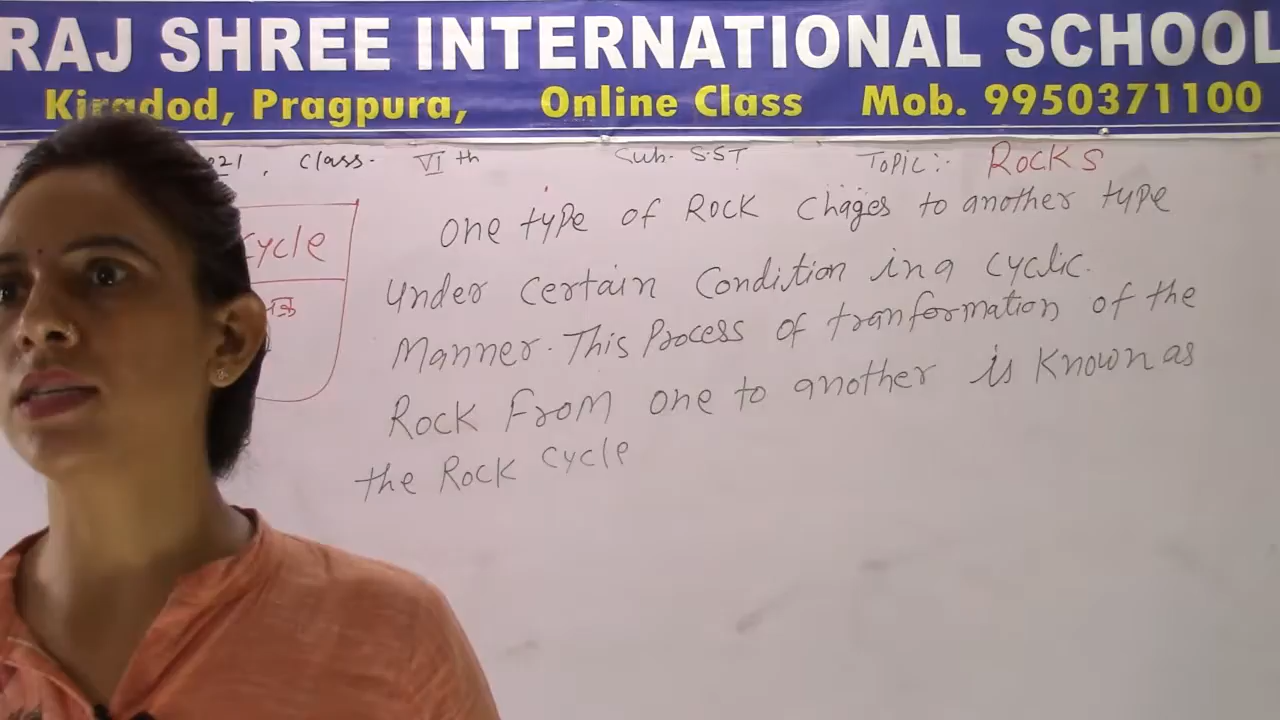 RAJ SHREE INTERNATIONAL SCHOOL
Kiradod, Pragpura, Online Class Mob. 9950371100
021, Class- VI th Sub- S.ST TOPIC:- ROCKS
Cycle
One type of ROCK Chages to another type
Under Certain Condition in a cyclic.
Manner. This Process of tranformation of the
Rock From one to another is Known as
the Rock Cycle